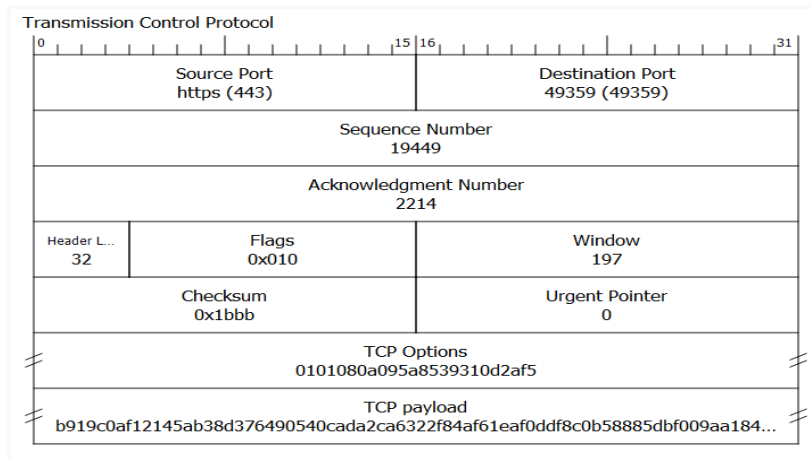 Transmission Control Protocol
0 15 16 31
Source Port Destination Port
https (443) 49359 (49359)
Sequence Number
19449
Acknowledgment Number
2214
Header L... Flags Window
32 0x010 197
Checksum Urgent Pointer
0x1bbb 0
TCP Options
0101080a095a8539310d2af5
TCP payload
b919c0af12145ab38d376490540cada2ca6322f84af61eaf0ddf8c0b58885dbf009aa184...